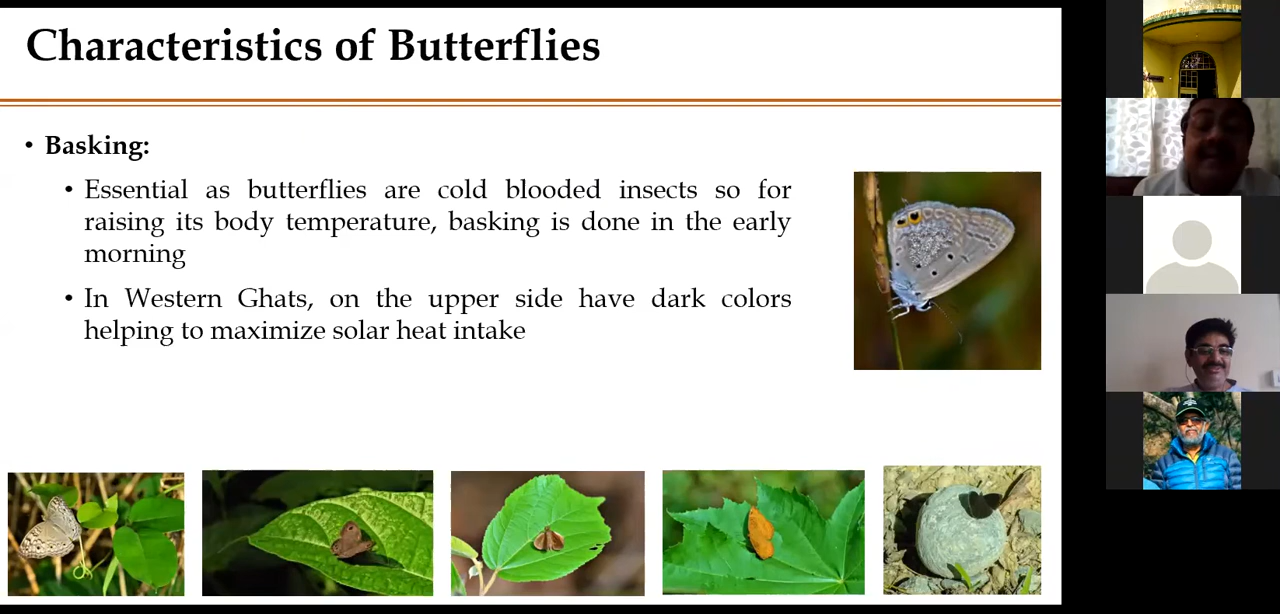 Characteristics of Butterflies
• Basking:
• Essential as butterflies are cold blooded insects so for
raising its body temperature, basking is done in the early
morning
• In Western Ghats, on the upper side have dark colors
helping to maximize solar heat intake